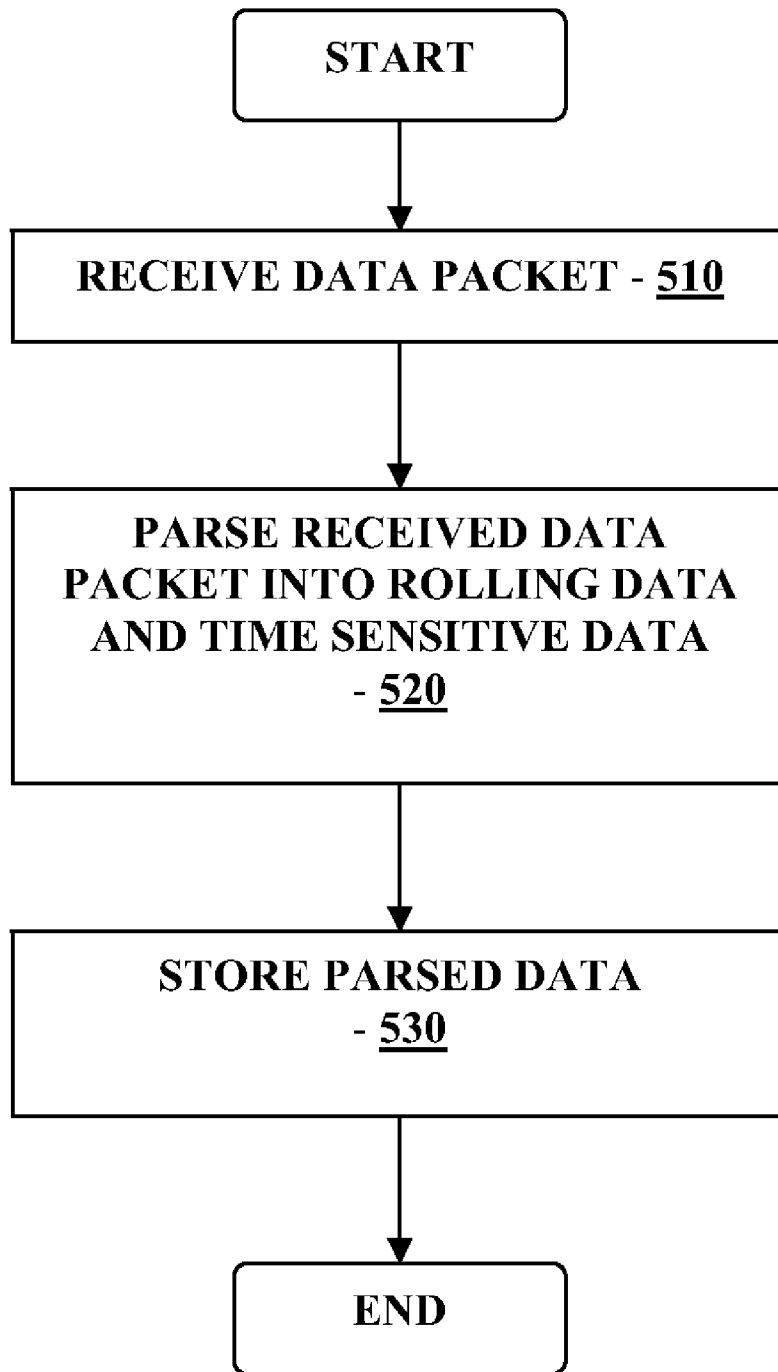 START
RECEIVE DATA PACKET - 510
PARSE RECEIVED DATA
PACKET INTO ROLLING DATA
AND TIME SENSITIVE DATA
- 520
STORE PARSED DATA
- 530
END